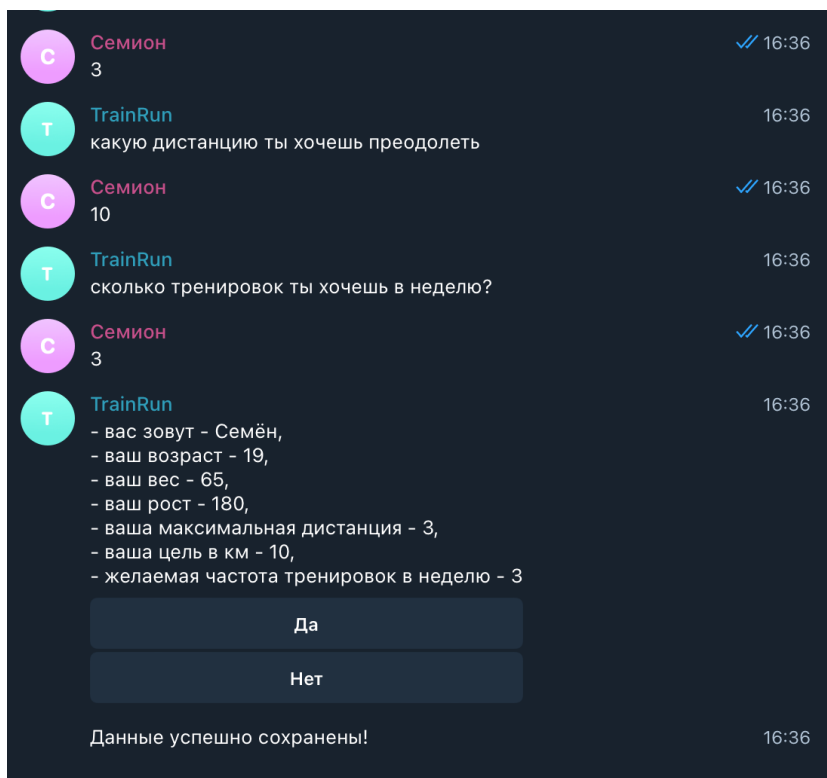 Семион 16:36
С
3
TrainRun 16:36
Т
какую дистанцию ты хочешь преодолеть
Семион 16:36
С
10
TrainRun 16:36
Т
сколько тренировок ты хочешь в неделю?
Семион 16:36
С
3
TrainRun 16:36
Т
- вас зовут - Семён,
- ваш возраст - 19,
- ваш вес - 65,
- ваш рост - 180,
- ваша максимальная дистанция - 3,
- ваша цель в км - 10,
- желаемая частота тренировок в неделю - 3
Да
Нет
Данные успешно сохранены! 16:36